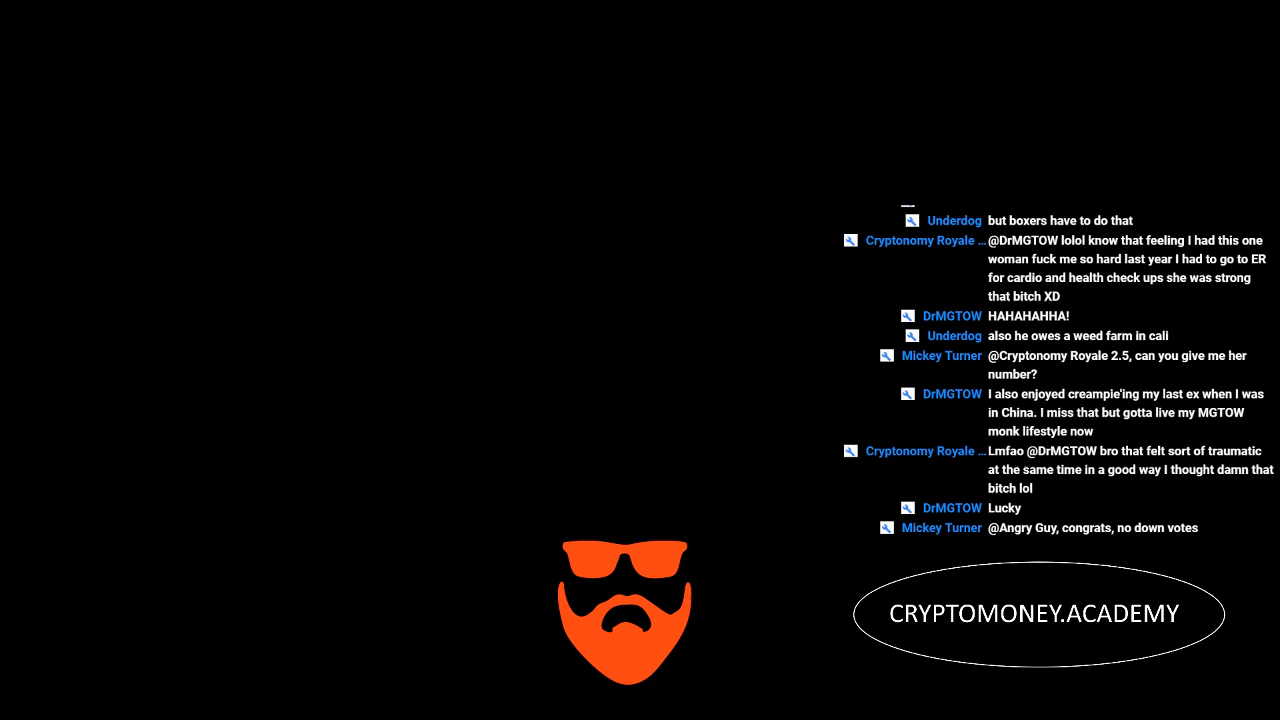 Underdog but boxers have to do that
Cryptonomy Royale ... @DrMGTOW lolol know that feeling I had this one
woman fuck me so hard last year I had to go to ER
for cardio and health check ups she was strong
that bitch XD
DrMGTOW HAHAHAHHA!
Underdog also he owes a weed farm in cali
Mickey Turner @Cryptonomy Royale 2.5, can you give me her
number?
DrMGTOW I also enjoyed creampie'ing my last ex when I was
in China. I miss that but gotta live my MGTOW
monk lifestyle now
Cryptonomy Royale ... Lmfao @DrMGTOW bro that felt sort of traumatic
at the same time in a good way I thought damn that
bitch lol
DrMGTOW Lucky
Mickey Turner @Angry Guy, congrats, no down votes
CRYPTOMONEY.ACADEMY